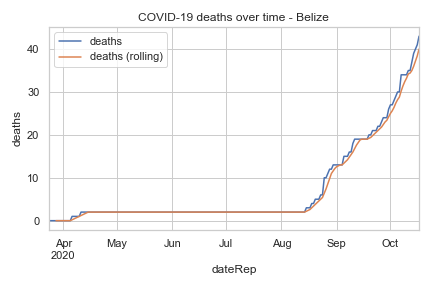 COVID-19 deaths over time - Belize
deaths
deaths (rolling)
40
30
20
10
0
deaths
Apr
2020
May
Jun
Jul
Aug
Sep
Oct
dateRep